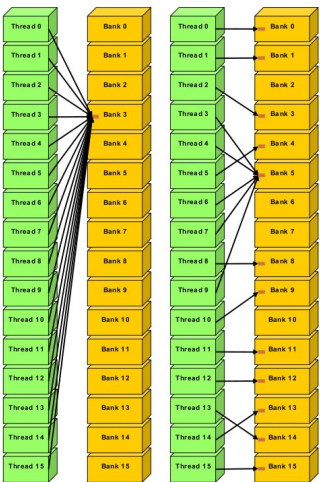 Thread 0 Bank 0 Thread 0 Bank 0
Thread 1 Bank 1 Thread 1 Bank 1
Thread 2 Bank 2 Thread 2 Bank 2
Thread 3 Bank 3 Thread 3 Bank 3
Thread 4 Bank 4 Thread 4 Bank 4
Thread 5 Bank 5 Thread 5 Bank 5
Thread 6 Bank 6 Thread 6 Bank 6
Thread 7 Bank 7 Thread 7 Bank 7
Thread 8 Bank 8 Thread 8 Bank 8
Thread 9 Bank 9 Thread 9 Bank 9
Thread 10 Bank 10 Thread 10 Bank 10
Thread 11 Bank 11 Thread 11 Bank 11
Thread 12 Bank 12 Thread 12 Bank 12
Thread 13 Bank 13 Thread 13 Bank 13
Thread 14 Bank 14 Thread 14 Bank 14
Thread 15 Bank 15 Thread 15 Bank 15